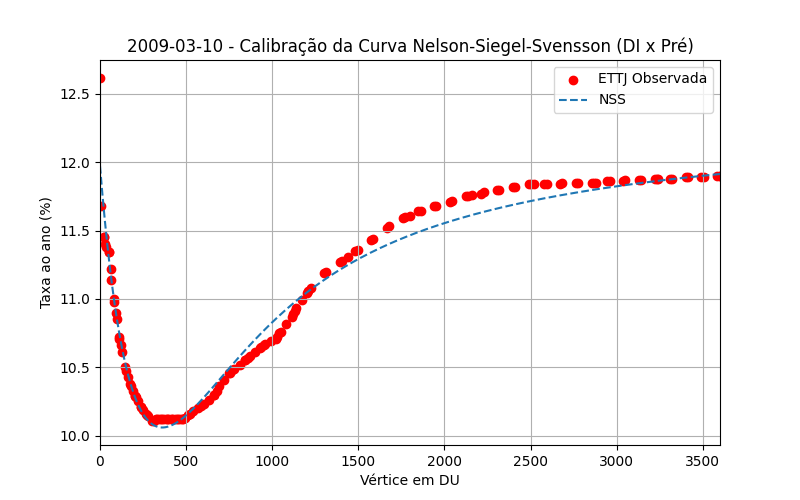 2009-03-10 - Calibração da Curva Nelson-Siegel-Svensson (DI x Pré)
ETTJ Observada
NSS
Taxa ao ano (%)
12.5
12.0
11.5
11.0
10.5
10.0
0 500 1000 1500 2000 2500 3000 3500
Vértice em DU